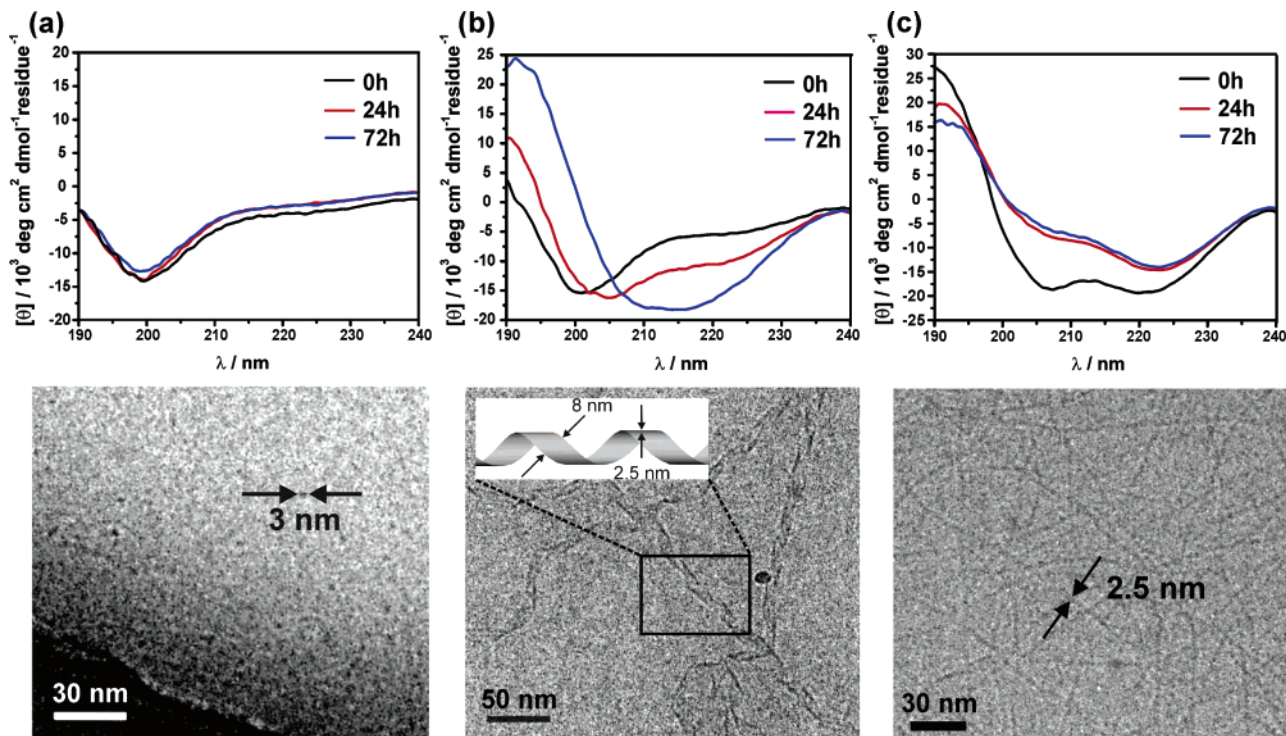 (a)
20
15
10
5
0
-5
-10
-15
-20
190 200 210 220 230 240
[θ] / 10³ deg cm² dmol⁻¹residue⁻¹
λ / nm
0h
24h
72h
3 nm
30 nm
(b)
25
20
15
10
5
0
-5
-10
-15
-20
190 200 210 220 230 240
[θ] / 10³ deg cm² dmol⁻¹residue⁻¹
λ / nm
0h
24h
72h
8 nm
2.5 nm
50 nm
(c)
30
25
20
15
10
5
0
-5
-10
-15
-20
-25
190 200 210 220 230 240
[θ] / 10³ deg cm² dmol⁻¹residue⁻¹
λ / nm
0h
24h
72h
2.5 nm
30 nm